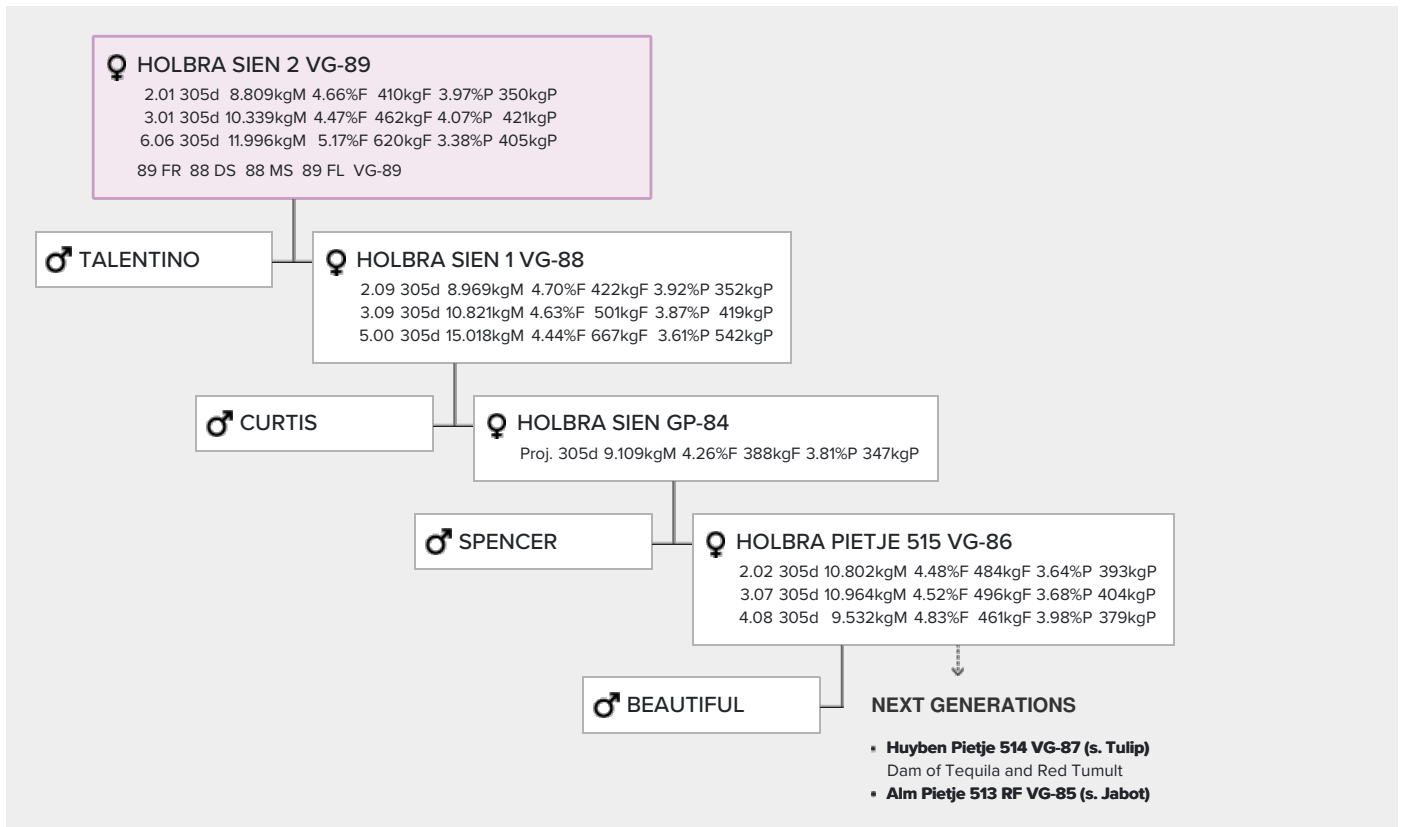 HOLBRA SIEN 2 VG-89
2.01 305d 8.809kgM 4.66%F 410kgF 3.97%P 350kgP
3.01 305d 10.339kgM 4.47%F 462kgF 4.07%P 421kgP
6.06 305d 11.996kgM 5.17%F 620kgF 3.38%P 405kgP
89 FR 88 DS 88 MS 89 FL VG-89
TALENTINO
HOLBRA SIEN 1 VG-88
2.09 305d 8.969kgM 4.70%F 422kgF 3.92%P 352kgP
3.09 305d 10.821kgM 4.63%F 501kgF 3.87%P 419kgP
5.00 305d 15.018kgM 4.44%F 667kgF 3.61%P 542kgP
CURTIS
HOLBRA SIEN GP-84
Proj. 305d 9.109kgM 4.26%F 388kgF 3.81%P 347kgP
SPENCER
HOLBRA PIETJE 515 VG-86
2.02 305d 10.802kgM 4.48%F 484kgF 3.64%P 393kgP
3.07 305d 10.964kgM 4.52%F 496kgF 3.68%P 404kgP
4.08 305d 9.532kgM 4.83%F 461kgF 3.98%P 379kgP
BEAUTIFUL
NEXT GENERATIONS
Huyben Pietje 514 VG-87 (s. Tulip)
Dam of Tequila and Red Tumult
Alm Pietje 513 RF VG-85 (s. Jabot)